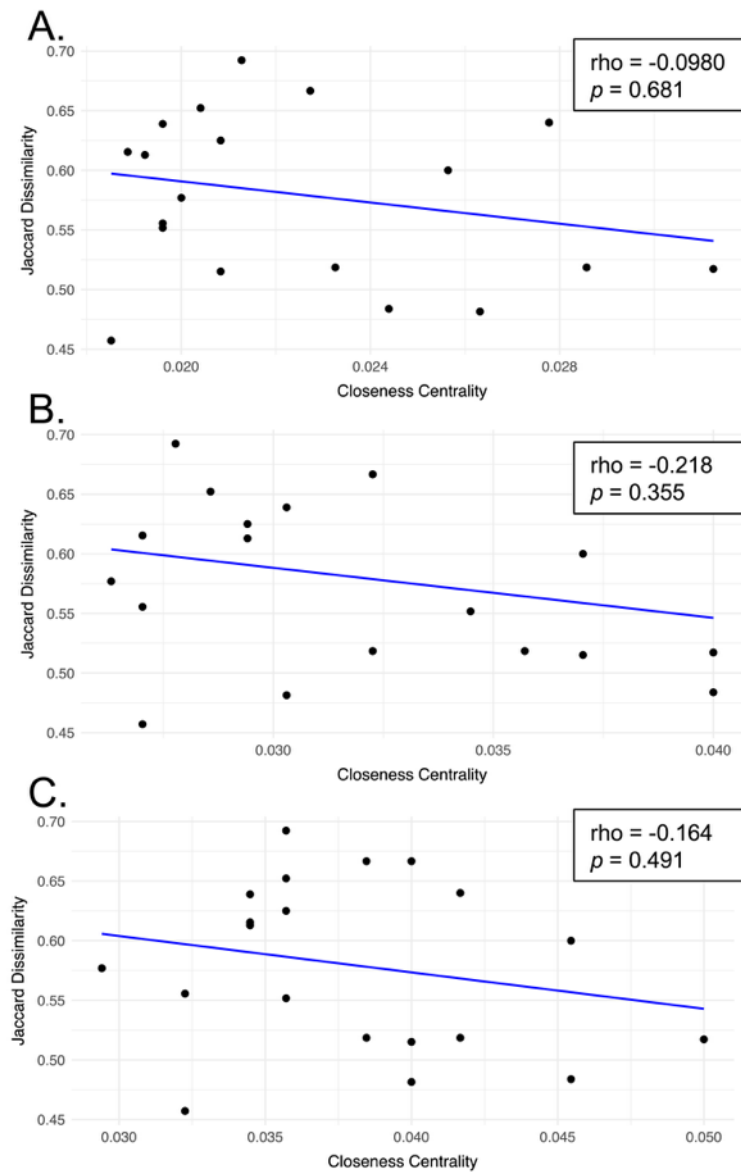 A.
rho = -0.0980
p = 0.681
Jaccard Dissimilarity
0.70
0.65
0.60
0.55
0.50
0.45
0.020
0.024
0.028
Closeness Centrality
B.
rho = -0.218
p = 0.355
Jaccard Dissimilarity
0.70
0.65
0.60
0.55
0.50
0.45
0.030
0.035
0.040
Closeness Centrality
C.
rho = -0.164
p = 0.491
Jaccard Dissimilarity
0.70
0.65
0.60
0.55
0.50
0.45
0.030
0.035
0.040
0.045
0.050
Closeness Centrality